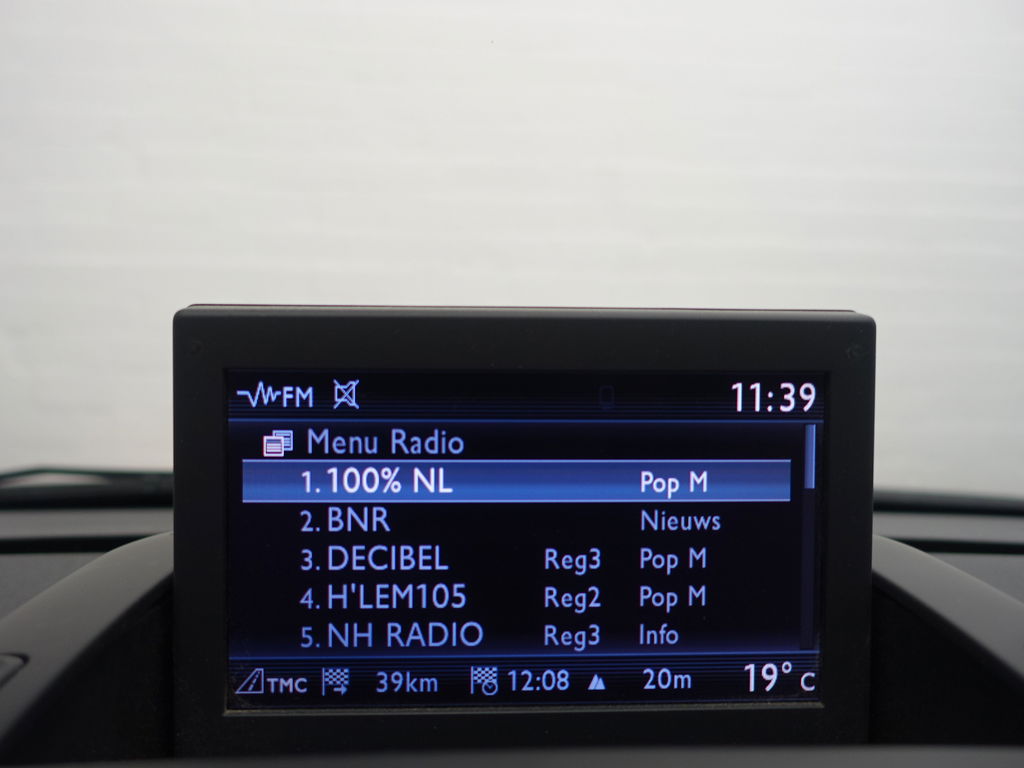 FM 11:39
Menu Radio
1. 100% NL Pop M
2. BNR Nieuws
3. DECIBEL Reg3 Pop M
4. H'LEM105 Reg2 Pop M
5. NH RADIO Reg3 Info
TMC 39km 12:08 20m 19° C